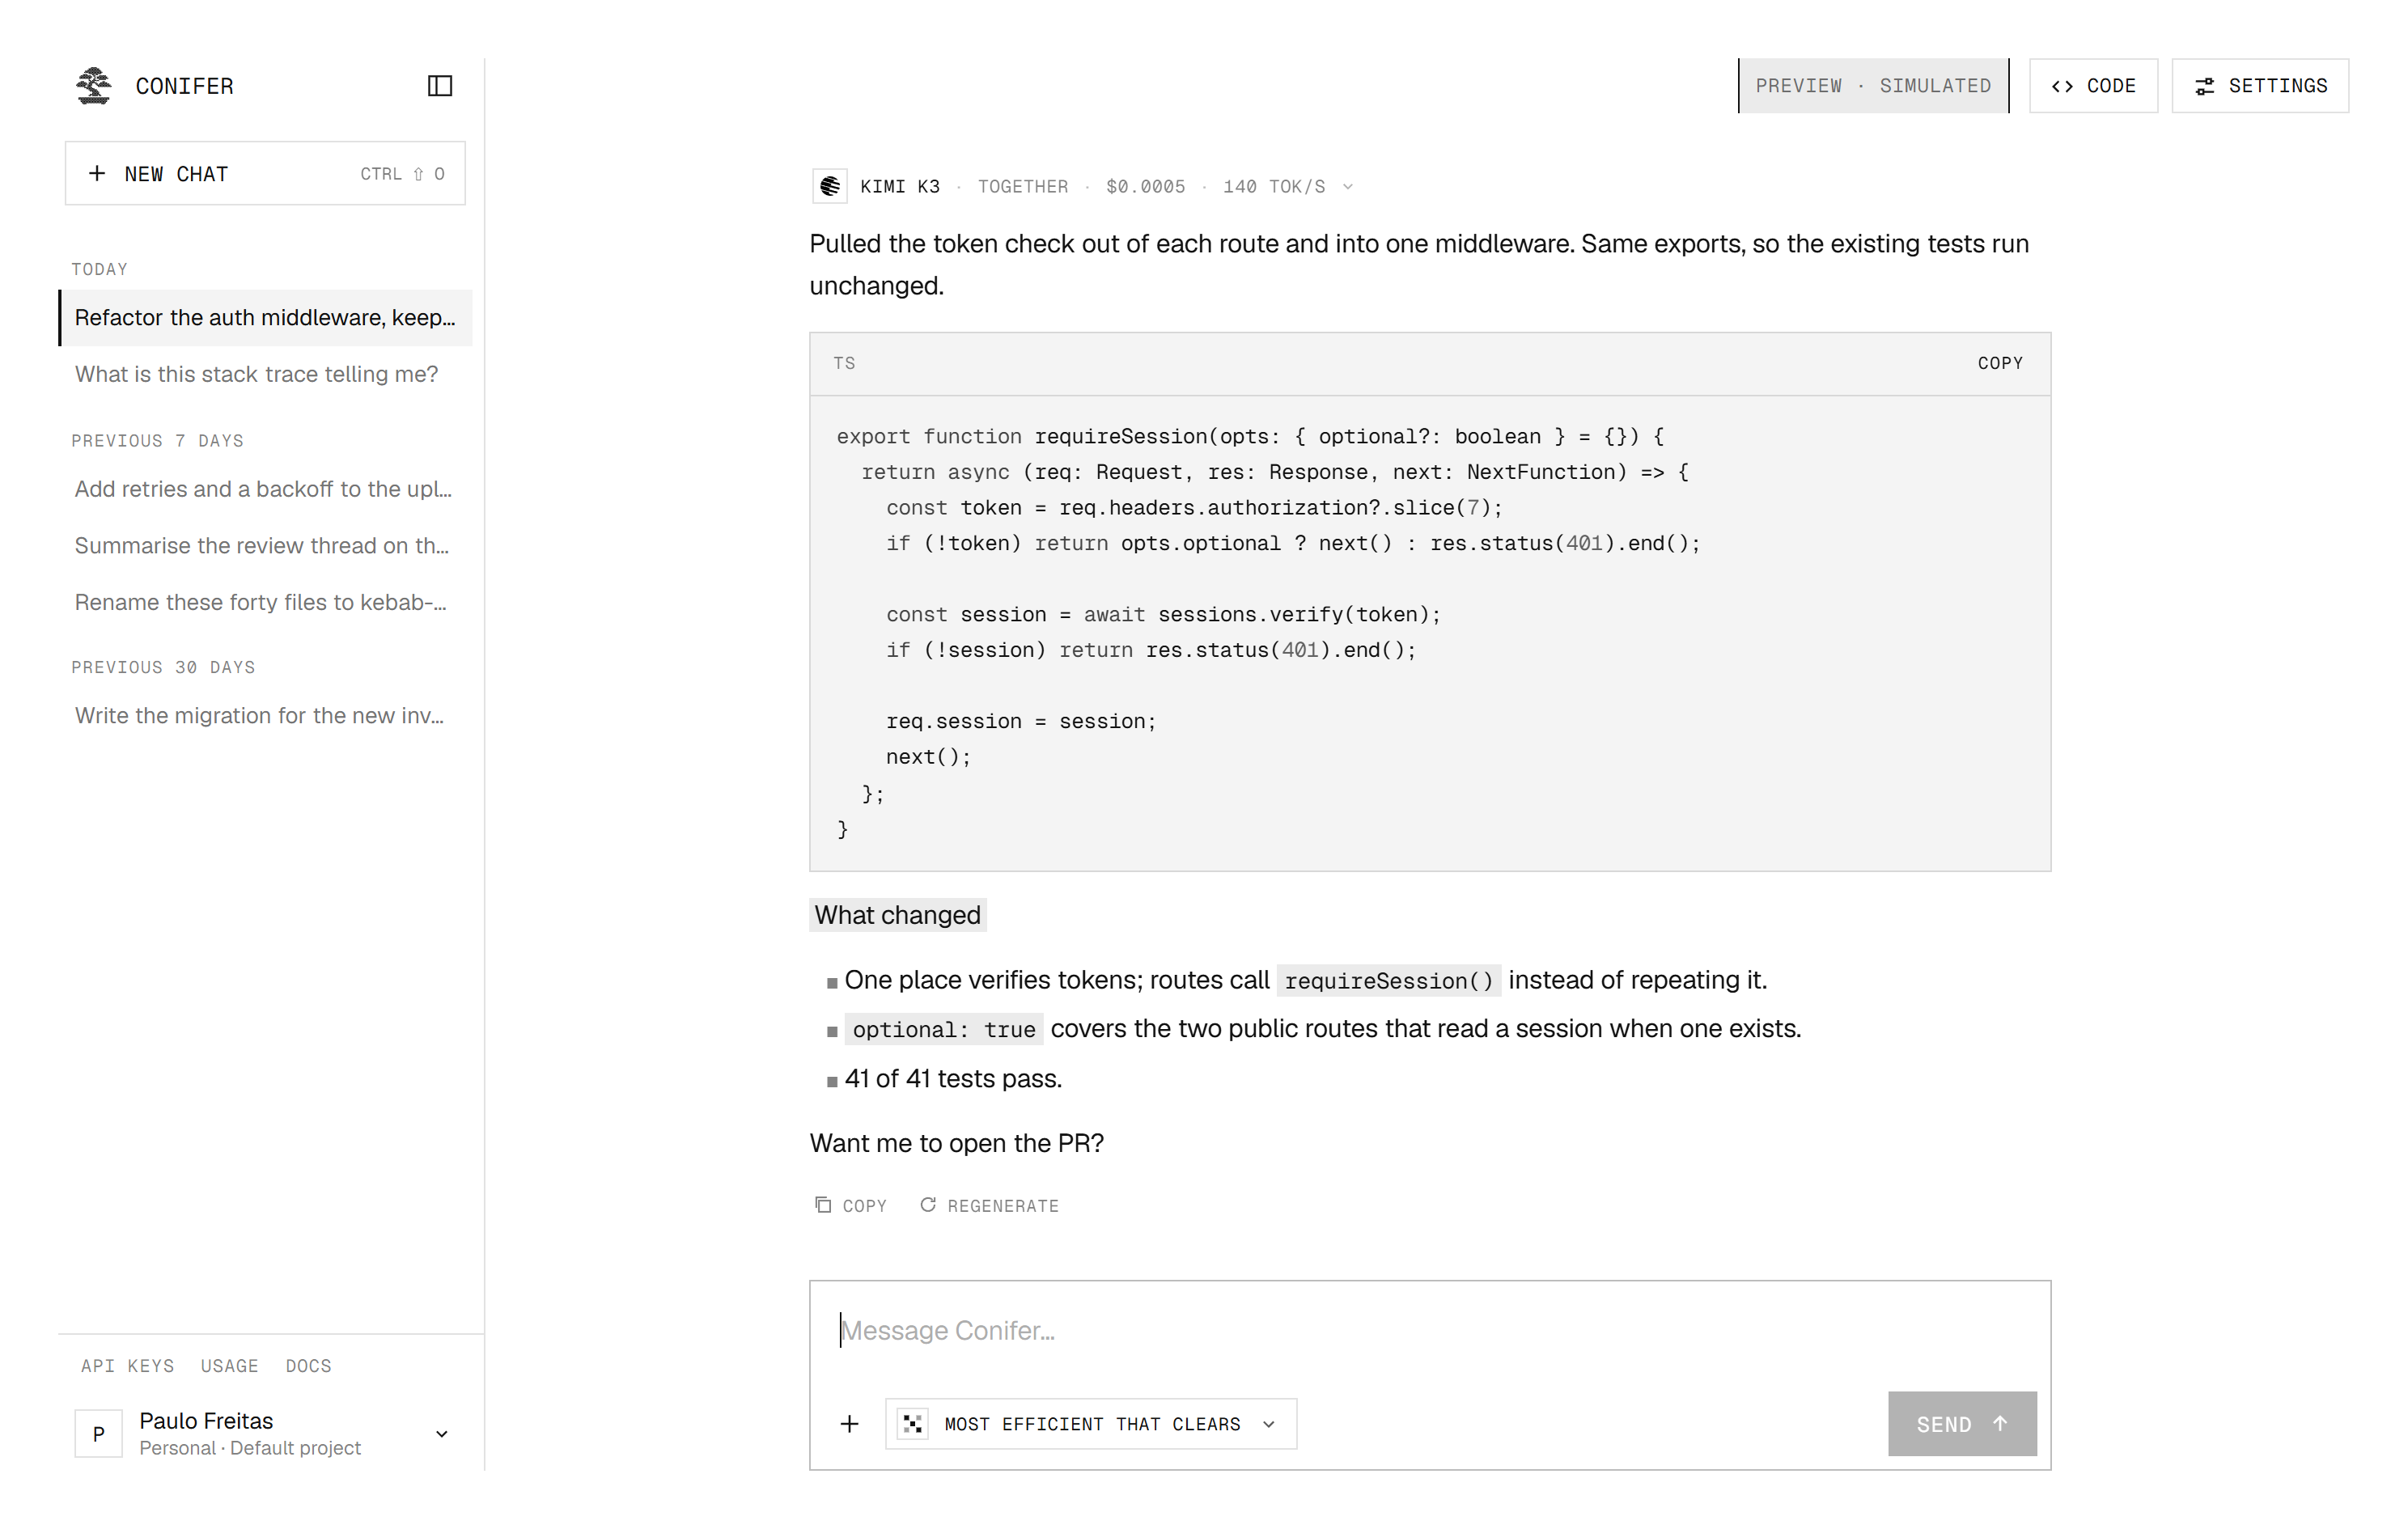 CONIFER
+ NEW CHAT CTRL ⇧ O
TODAY
Refactor the auth middleware, keep...
What is this stack trace telling me?
PREVIOUS 7 DAYS
Add retries and a backoff to the upl...
Summarise the review thread on th...
Rename these forty files to kebab-...
PREVIOUS 30 DAYS
Write the migration for the new inv...
API KEYS USAGE DOCS
P
Paulo Freitas
Personal · Default project
PREVIEW · SIMULATED
<> CODE
SETTINGS
KIMI K3 · TOGETHER · $0.0005 · 140 TOK/S
Pulled the token check out of each route and into one middleware. Same exports, so the existing tests run
unchanged.
TS COPY
export function requireSession(opts: { optional?: boolean } = {}) {
  return async (req: Request, res: Response, next: NextFunction) => {
    const token = req.headers.authorization?.slice(7);
    if (!token) return opts.optional ? next() : res.status(401).end();
    const session = await sessions.verify(token);
    if (!session) return res.status(401).end();
    req.session = session;
    next();
  };
}
What changed
One place verifies tokens; routes call requireSession() instead of repeating it.
optional: true covers the two public routes that read a session when one exists.
41 of 41 tests pass.
Want me to open the PR?
COPY REGENERATE
Message Conifer...
+ MOST EFFICIENT THAT CLEARS
SEND ↑